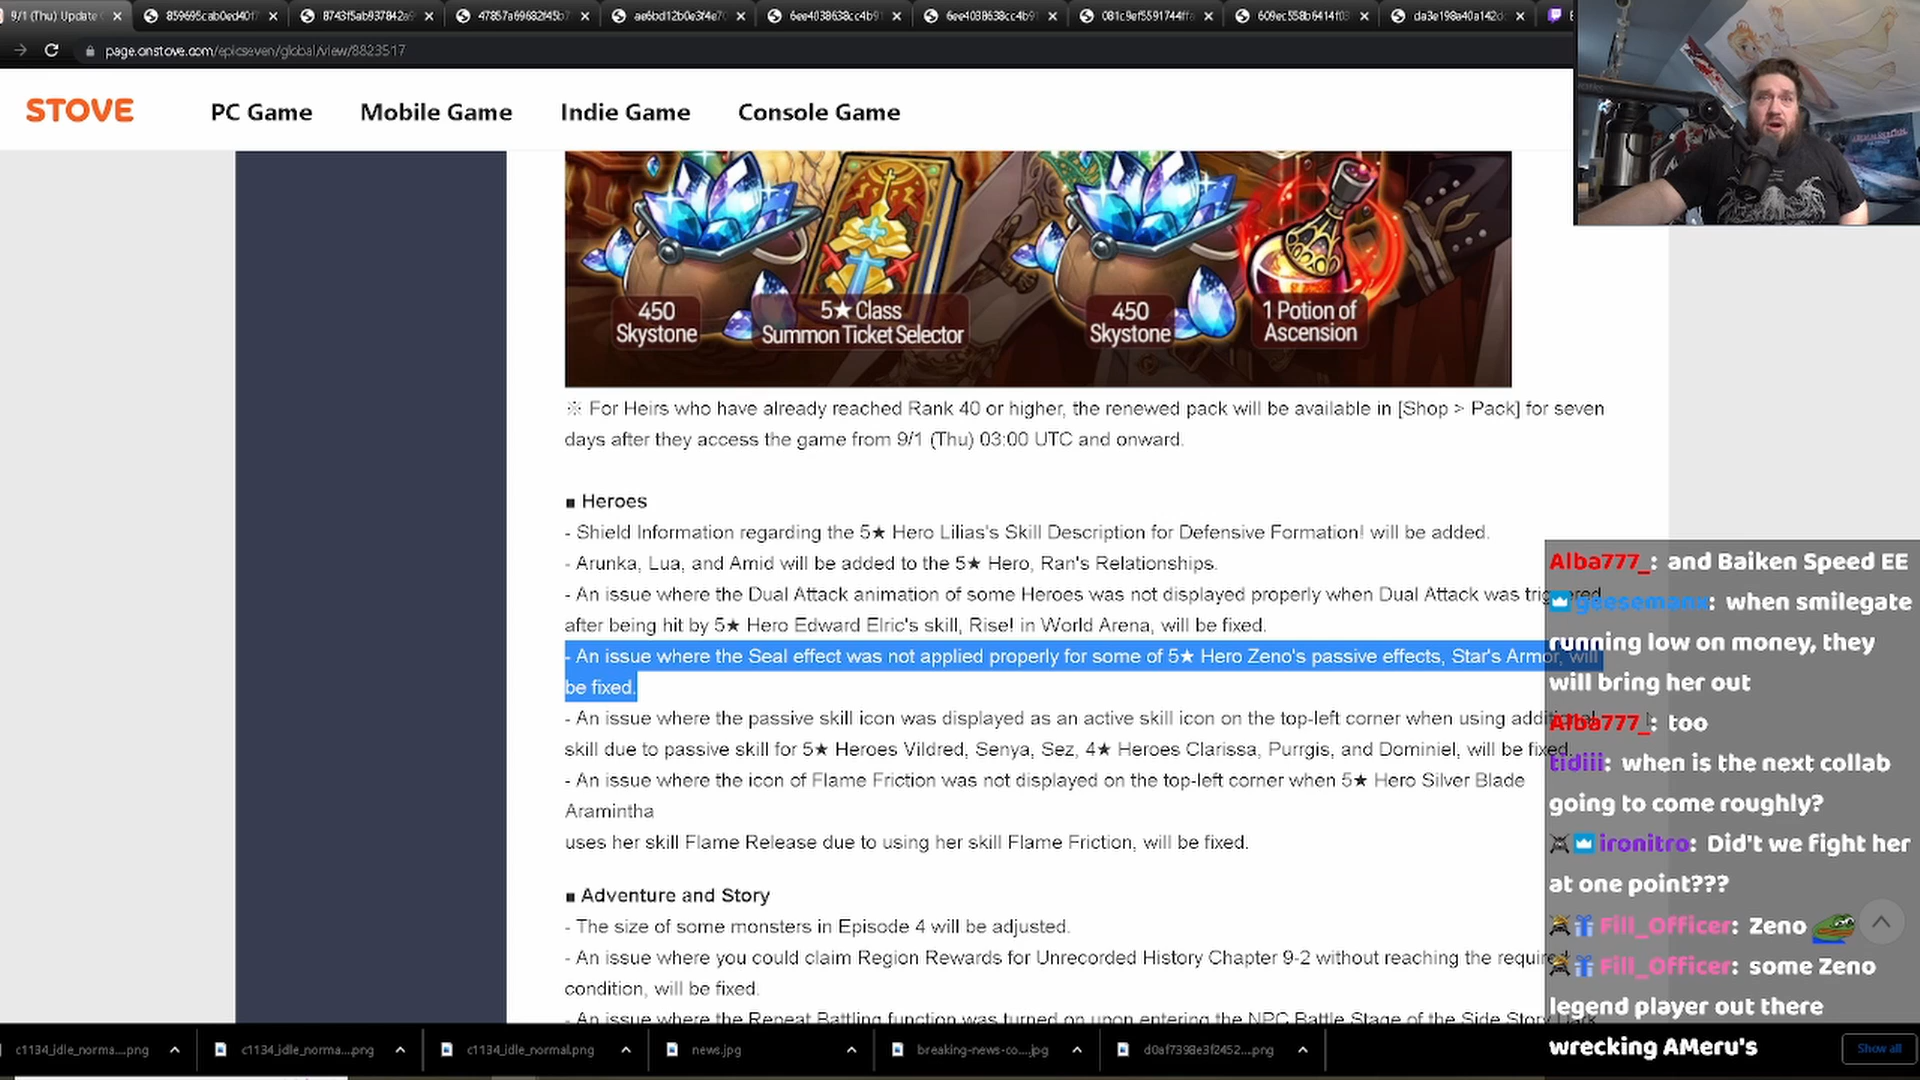 9/1 (Thu) Update
859695cab0ed40f
8743f5ab937842a9
47857a69682f45b7
ae6bd12b0e3f4e7
6ee4038638cc4b9
6ee4038638cc4b9
081c9ef5591744ffa
609ec558b6414f03
da3e198a40a142d
page.onstove.com/epicseven/global/view/8823517
STOVE
PC Game
Mobile Game
Indie Game
Console Game
450
Skystone
5★ Class
Summon Ticket Selector
450
Skystone
1 Potion of
Ascension
※ For Heirs who have already reached Rank 40 or higher, the renewed pack will be available in [Shop > Pack] for seven
days after they access the game from 9/1 (Thu) 03:00 UTC and onward.
■ Heroes
- Shield Information regarding the 5★ Hero Lilias's Skill Description for Defensive Formation! will be added.
- Arunka, Lua, and Amid will be added to the 5★ Hero, Ran's Relationships.
- An issue where the Dual Attack animation of some Heroes was not displayed properly when Dual Attack was triggered
after being hit by 5★ Hero Edward Elric's skill, Rise! in World Arena, will be fixed.
- An issue where the Seal effect was not applied properly for some of 5★ Hero Zeno's passive effects, Star's Armor, will
be fixed.
- An issue where the passive skill icon was displayed as an active skill icon on the top-left corner when using additional
skill due to passive skill for 5★ Heroes Vildred, Senya, Sez, 4★ Heroes Clarissa, Purrgis, and Dominiel, will be fixed.
- An issue where the icon of Flame Friction was not displayed on the top-left corner when 5★ Hero Silver Blade
Aramintha
uses her skill Flame Release due to using her skill Flame Friction, will be fixed.
■ Adventure and Story
- The size of some monsters in Episode 4 will be adjusted.
- An issue where you could claim Region Rewards for Unrecorded History Chapter 9-2 without reaching the required
condition, will be fixed.
- An issue where the Repeat Battling function was turned on upon entering the NPC Battle Stage of the Side Story Dark
Alba777_: and Baiken Speed EE
geesemanx: when smilegate
running low on money, they
will bring her out
Alba777_: too
tidiii: when is the next collab
going to come roughly?
ironitro: Did't we fight her
at one point???
Fill_Officer: Zeno
Fill_Officer: some Zeno
legend player out there
wrecking AMeru's
c1134_idle_norma....png
c1134_idle_norma....png
c1134_idle_normal.png
news.jpg
breaking-news-co....jpg
d0af7398e3f2452....png
Show all